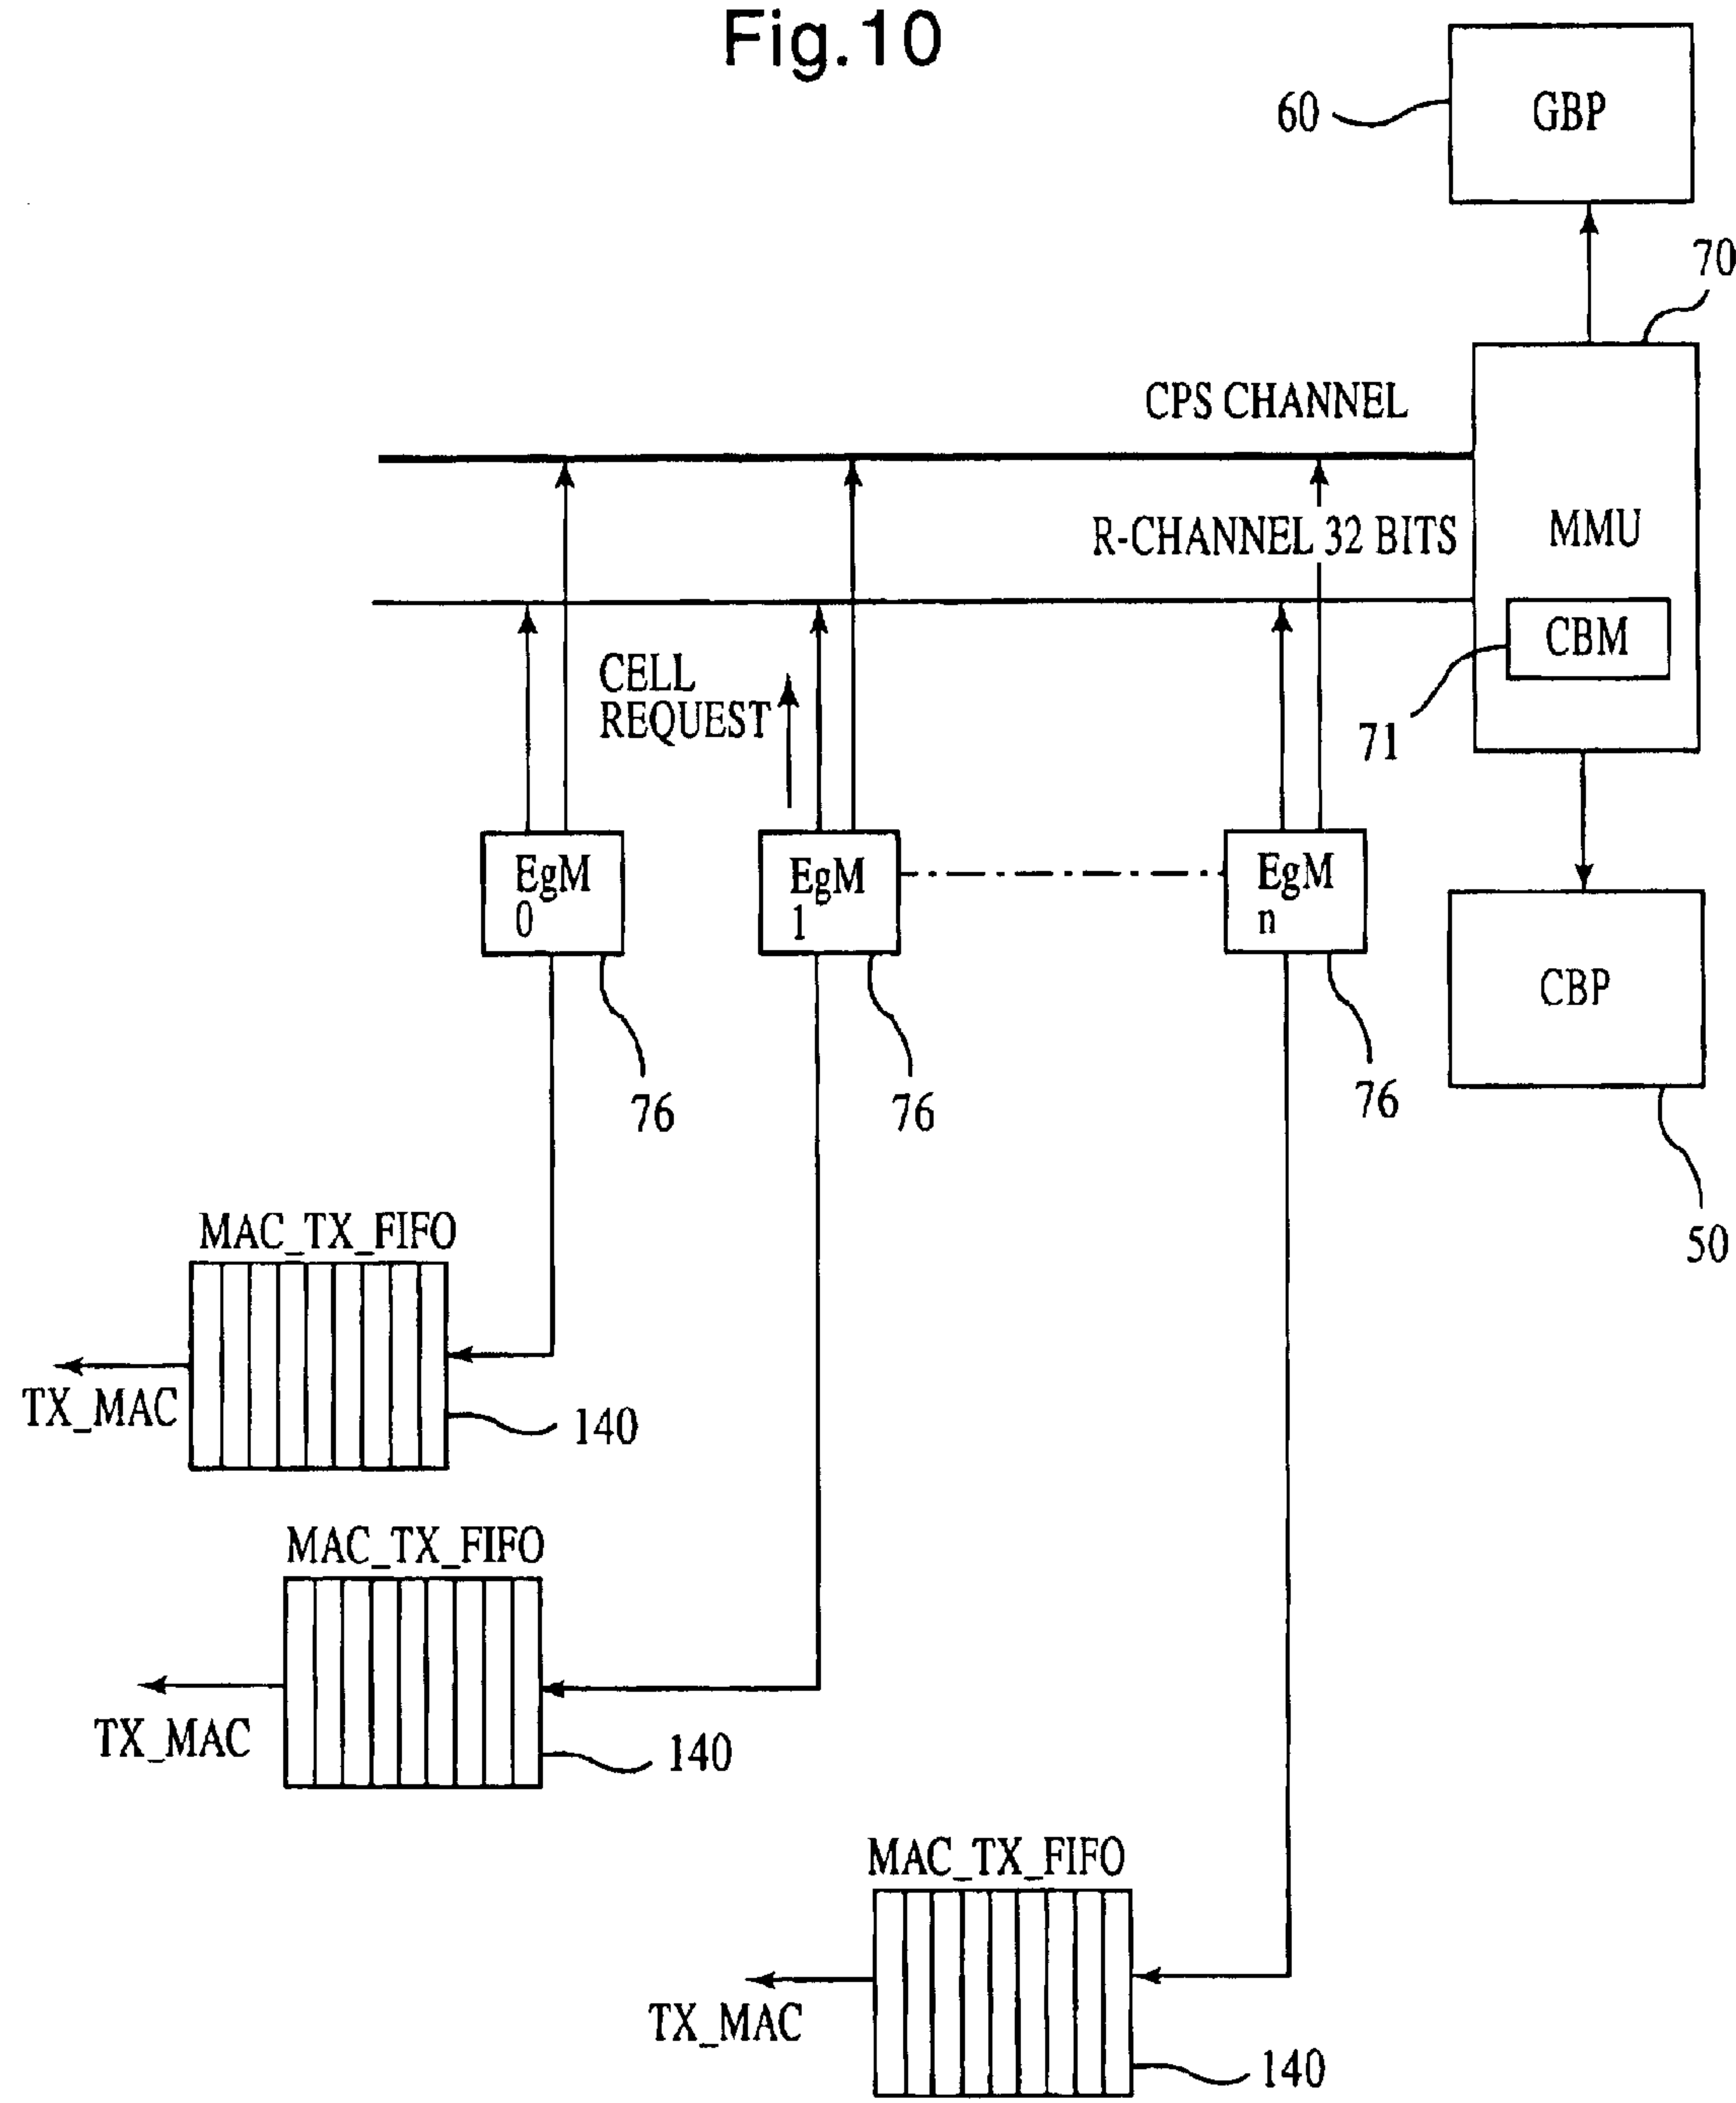 Fig.10
GBP
60
70
CPS CHANNEL
R-CHANNEL 32 BITS
MMU
CBM
71
CELL
REQUEST
EgM
0
EgM
1
EgM
n
CBP
76
76
76
50
MAC_TX_FIFO
TX_MAC
140
MAC_TX_FIFO
TX_MAC
140
MAC_TX_FIFO
TX_MAC
140